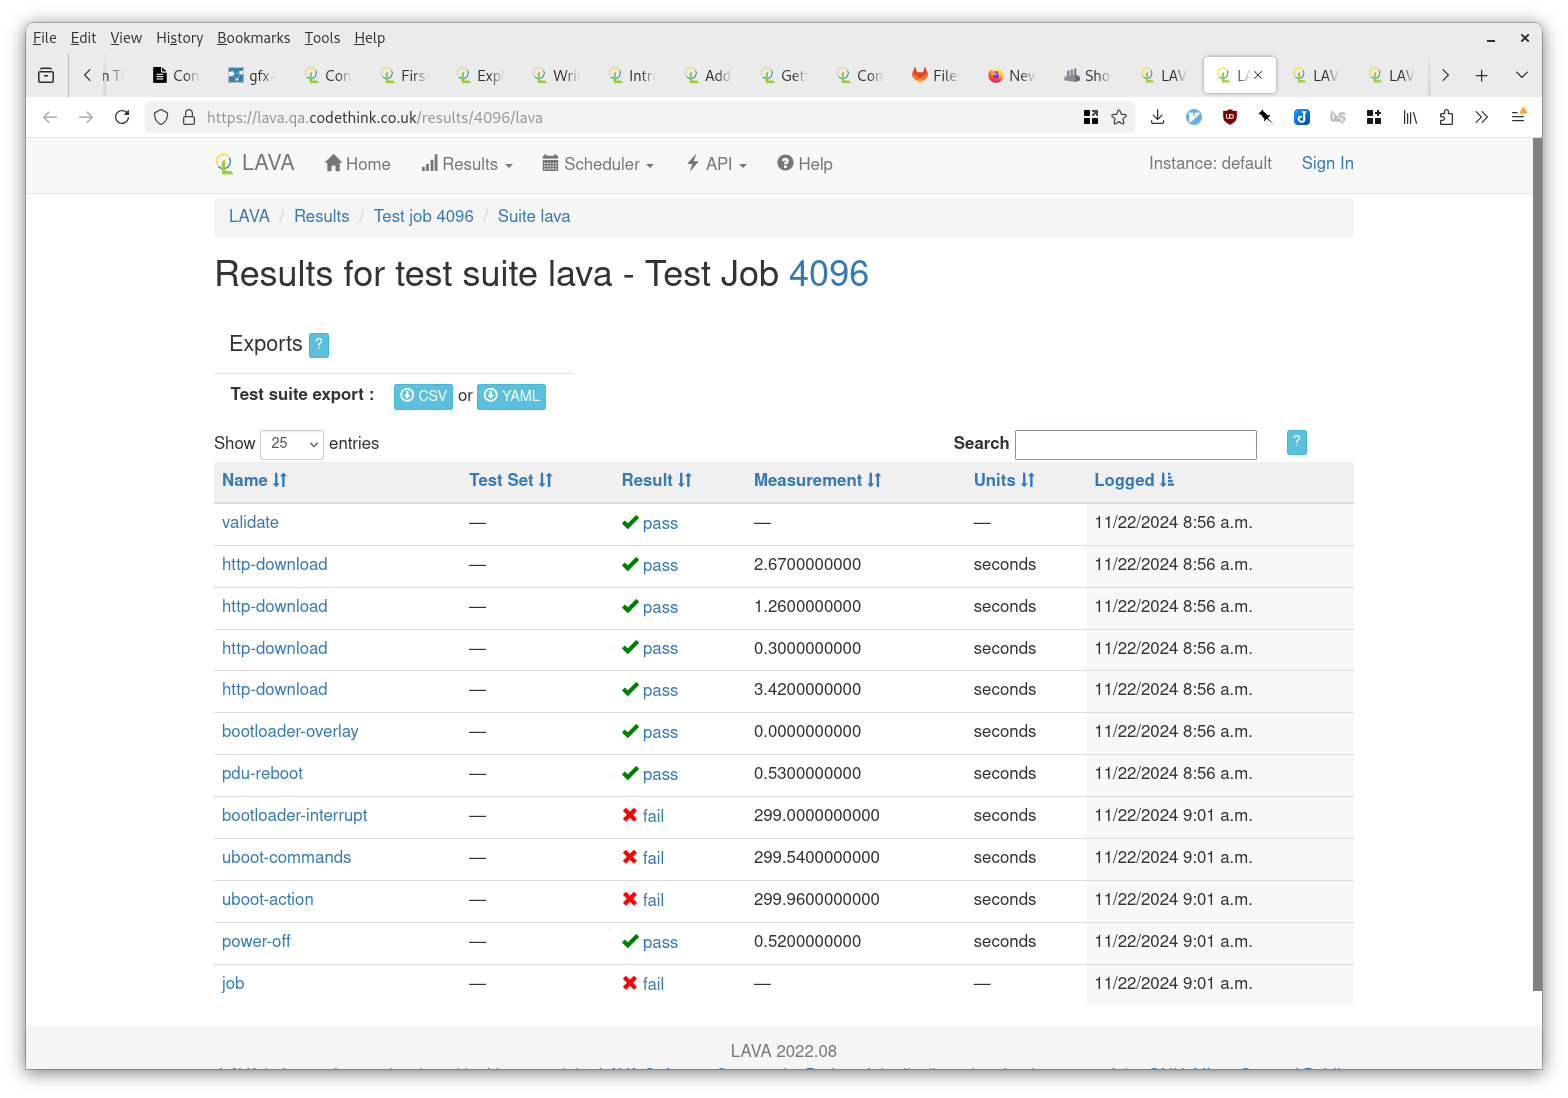 File Edit View History Bookmarks Tools Help
Con gfx- Con Firs Exp Wri Intr Add Get Con File Nev Sho LAV LA LAV LAV
https://lava.qa.codethink.co.uk/results/4096/lava
LAVA Home Results Scheduler API Help Instance: default Sign In
LAVA / Results / Test job 4096 / Suite lava
Results for test suite lava - Test Job 4096
Exports ?
Test suite export : CSV or YAML
Show 25 entries Search ?
Name Test Set Result Measurement Units Logged
validate — pass — — 11/22/2024 8:56 a.m.
http-download — pass 2.6700000000 seconds 11/22/2024 8:56 a.m.
http-download — pass 1.2600000000 seconds 11/22/2024 8:56 a.m.
http-download — pass 0.3000000000 seconds 11/22/2024 8:56 a.m.
http-download — pass 3.4200000000 seconds 11/22/2024 8:56 a.m.
bootloader-overlay — pass 0.0000000000 seconds 11/22/2024 8:56 a.m.
pdu-reboot — pass 0.5300000000 seconds 11/22/2024 8:56 a.m.
bootloader-interrupt — fail 299.0000000000 seconds 11/22/2024 9:01 a.m.
uboot-commands — fail 299.5400000000 seconds 11/22/2024 9:01 a.m.
uboot-action — fail 299.9600000000 seconds 11/22/2024 9:01 a.m.
power-off — pass 0.5200000000 seconds 11/22/2024 9:01 a.m.
job — fail — — 11/22/2024 9:01 a.m.
LAVA 2022.08